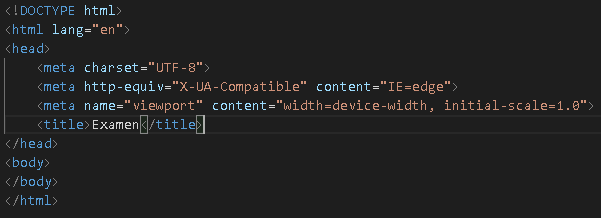 <!DOCTYPE html>
<html lang="en">
<head>
<meta charset="UTF-8">
<meta http-equiv="X-UA-Compatible" content="IE=edge">
<meta name="viewport" content="width=device-width, initial-scale=1.0">
<title>Examen</title>
</head>
<body>
</body>
</html>